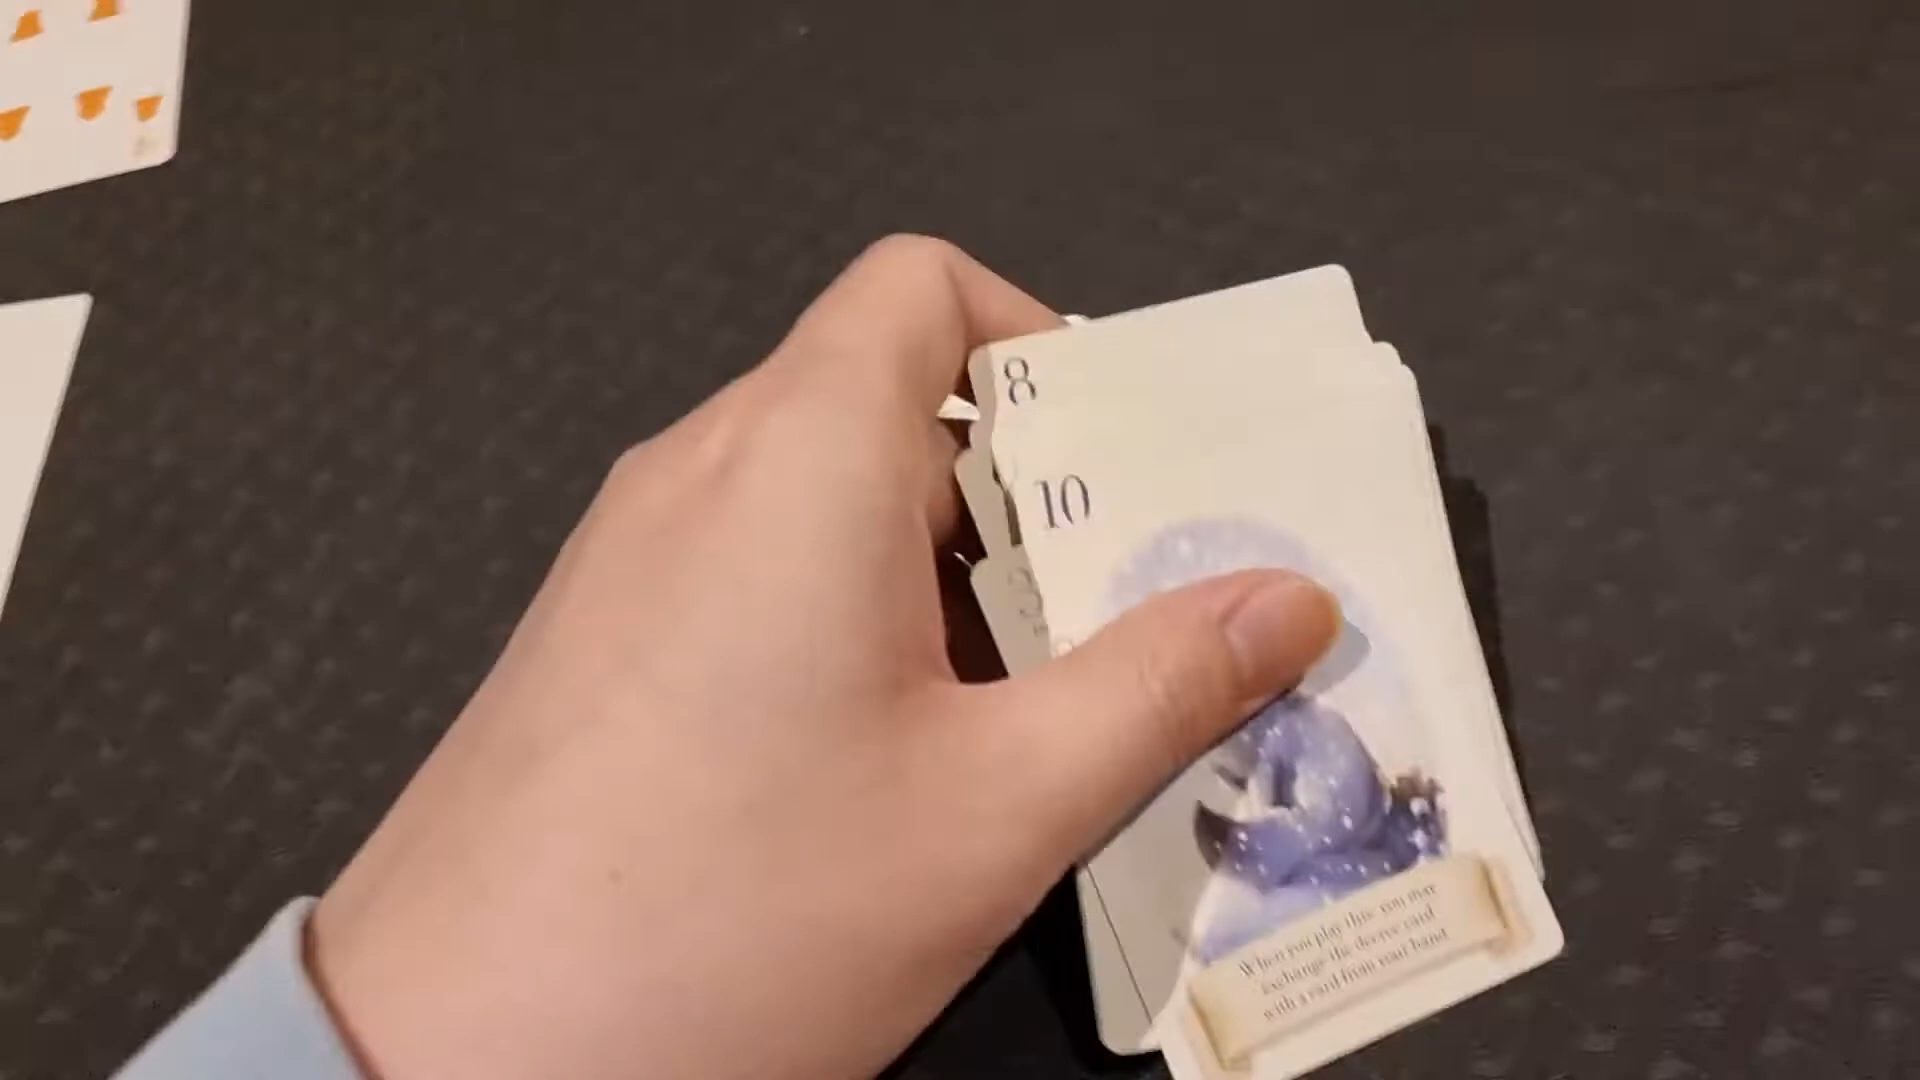 8
10
When you play this, you may
exchange the decree card
with a card from your hand.